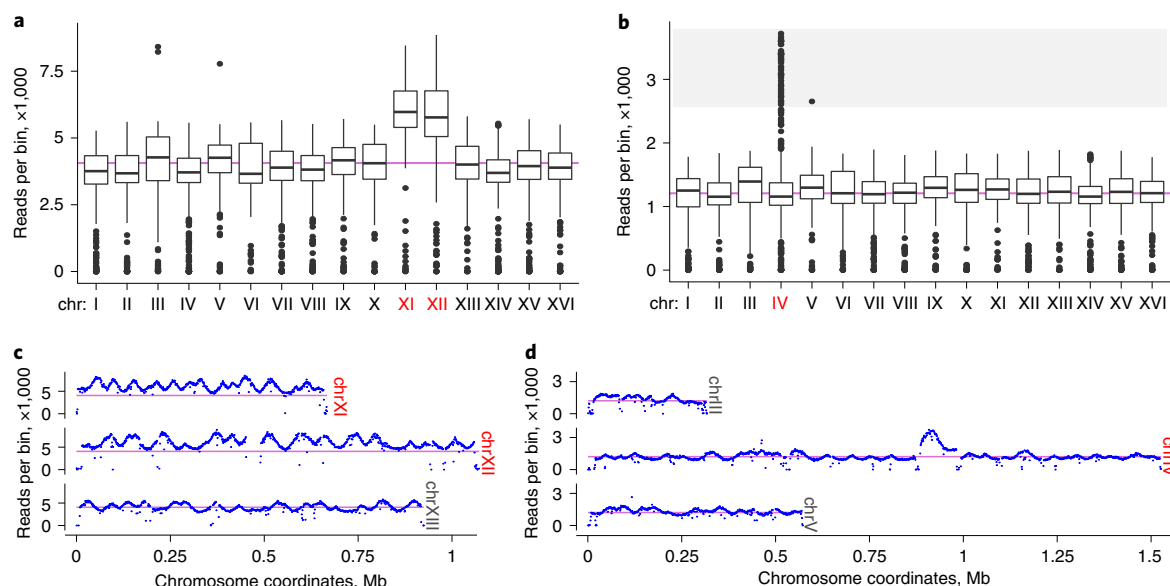 a
Reads per bin, ×1,000
7.5
5
2.5
0
chr: I II III IV V VI VII VIII IX X XI XII XIII XIV XV XVI
b
Reads per bin, ×1,000
3
2
1
0
chr: I II III IV V VI VII VIII IX X XI XII XIII XIV XV XVI
c
Reads per bin, ×1,000
5
0
chrXI
5
0
chrXII
5
0
chrXIII
0 0.25 0.5 0.75 1
Chromosome coordinates, Mb
d
Reads per bin, ×1,000
3
0
chrIII
3
0
chrIV
3
0
chrV
0 0.25 0.5 0.75 1 1.25 1.5
Chromosome coordinates, Mb